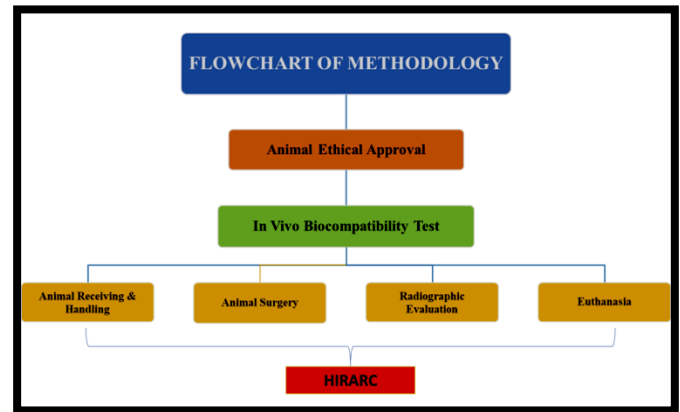 FLOWCHART OF METHODOLOGY
Animal Ethical Approval
In Vivo Biocompatibility Test
Animal Receiving &
Handling
Animal Surgery
Radiographic
Evaluation
Euthanasia
HIRARC